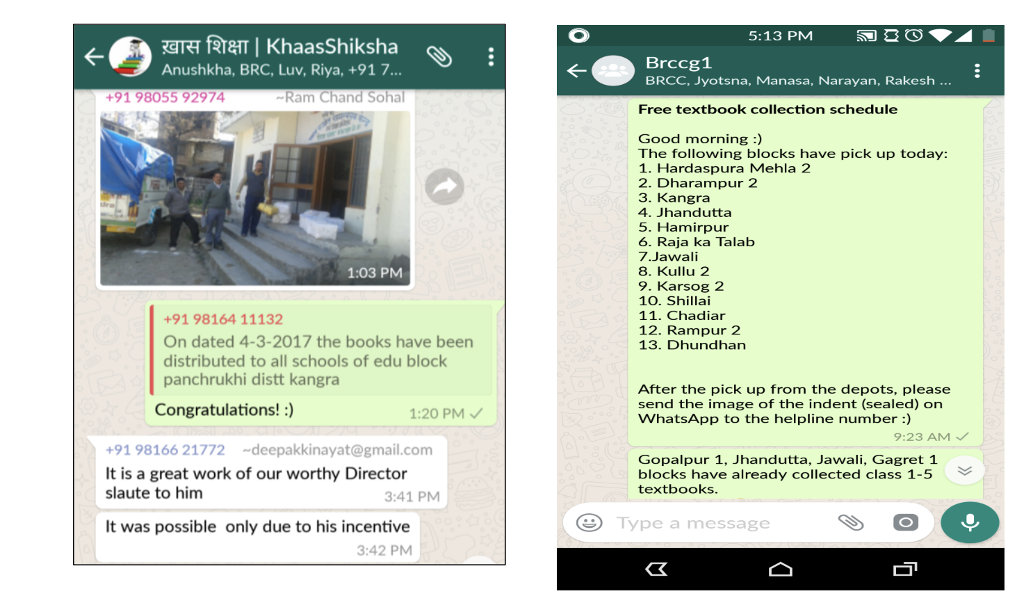 ख़ास शिक्षा | KhaasShiksha
Anushkha, BRC, Luv, Riya, +91 7...
+91 98055 92974 ~Ram Chand Sohal
1:03 PM
+91 98164 11132
On dated 4-3-2017 the books have been
distributed to all schools of edu block
panchrukhi distt kangra
Congratulations! :)
1:20 PM
+91 98166 21772 ~deepakkinayat@gmail.com
It is a great work of our worthy Director
slaute to him
3:41 PM
It was possible only due to his incentive
3:42 PM
5:13 PM
Brccg1
BRCC, Jyotsna, Manasa, Narayan, Rakesh ...
Free textbook collection schedule
Good morning :)
The following blocks have pick up today:
1. Hardaspura Mehla 2
2. Dharampur 2
3. Kangra
4. Jhandutta
5. Hamirpur
6. Raja ka Talab
7.Jawali
8. Kullu 2
9. Karsog 2
10. Shillai
11. Chadiar
12. Rampur 2
13. Dhundhan
After the pick up from the depots, please
send the image of the indent (sealed) on
WhatsApp to the helpline number :)
9:23 AM
Gopalpur 1, Jhandutta, Jawali, Gagret 1
blocks have already collected class 1-5
textbooks.
Type a message